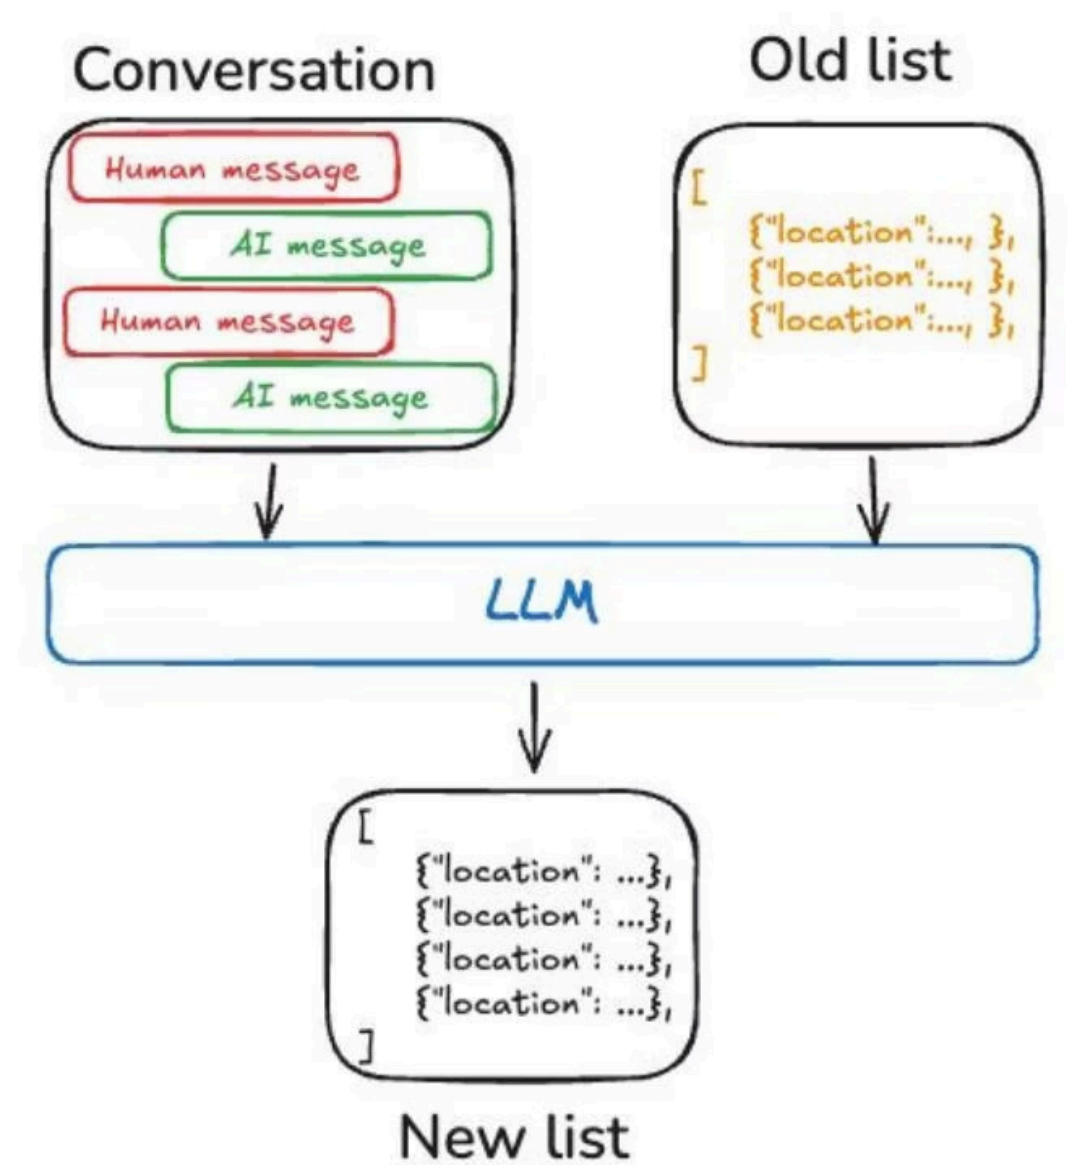 Conversation
Human message
AI message
Human message
AI message
Old list
[
{"location":..., },
{"location":..., },
{"location":..., },
]
LLM
[
{"location": ...},
{"location": ...},
{"location": ...},
{"location": ...},
]
New list